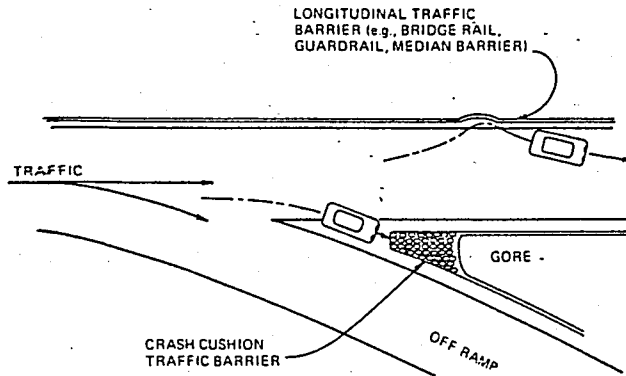 LONGITUDINAL TRAFFIC
BARRIER (e.g., BRIDGE RAIL,
GUARDRAIL, MEDIAN BARRIER)
TRAFFIC
GORE
CRASH CUSHION
TRAFFIC BARRIER
OFF RAMP